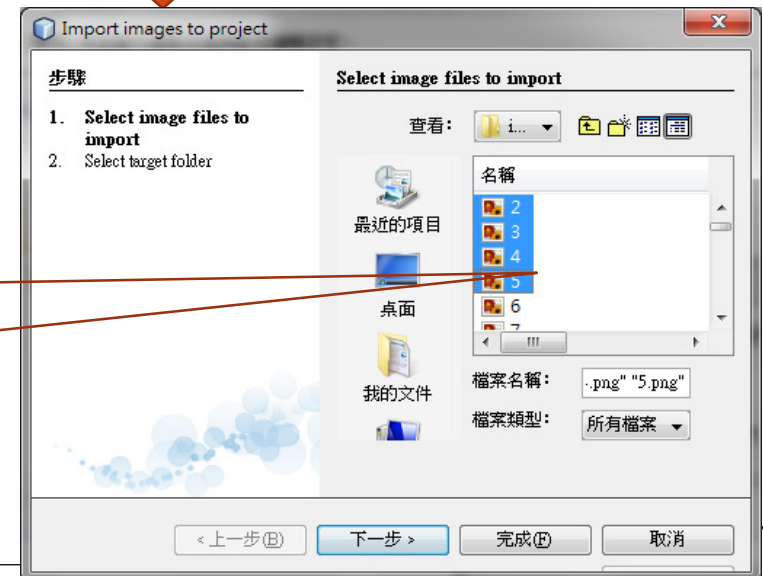 Import images to project
步驟
1. Select image files to import
2. Select target folder
Select image files to import
查看:
i...
最近的項目
桌面
我的文件
名稱
2
3
4
5
6
7
檔案名稱:
.png" "5.png"
檔案類型:
所有檔案
<上一步(B)
下一步 >
完成(F)
取消